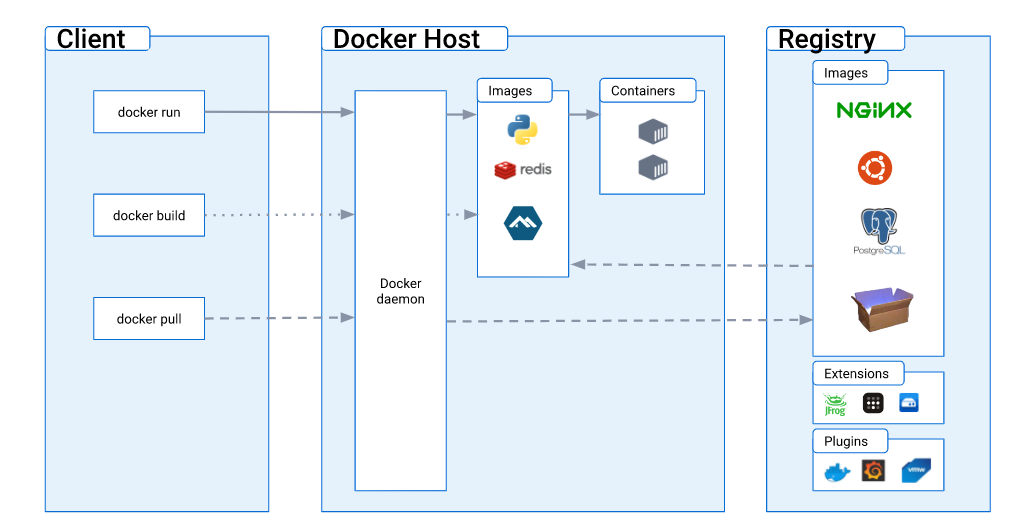 Client
docker run
docker build
docker pull
Docker Host
Docker
daemon
Images
redis
Containers
Registry
Images
NGiNX
PostgreSQL
Extensions
JFrog
Plugins
vmw